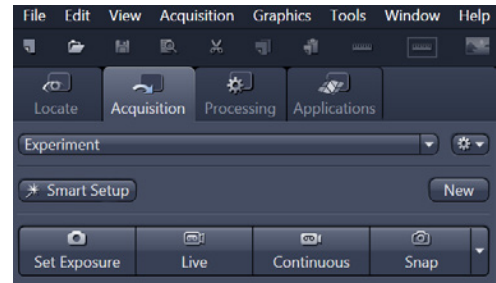 File Edit View Acquisition Graphics Tools Window Help
Locate Acquisition Processing Applications
Experiment
Smart Setup New
Set Exposure Live Continuous Snap